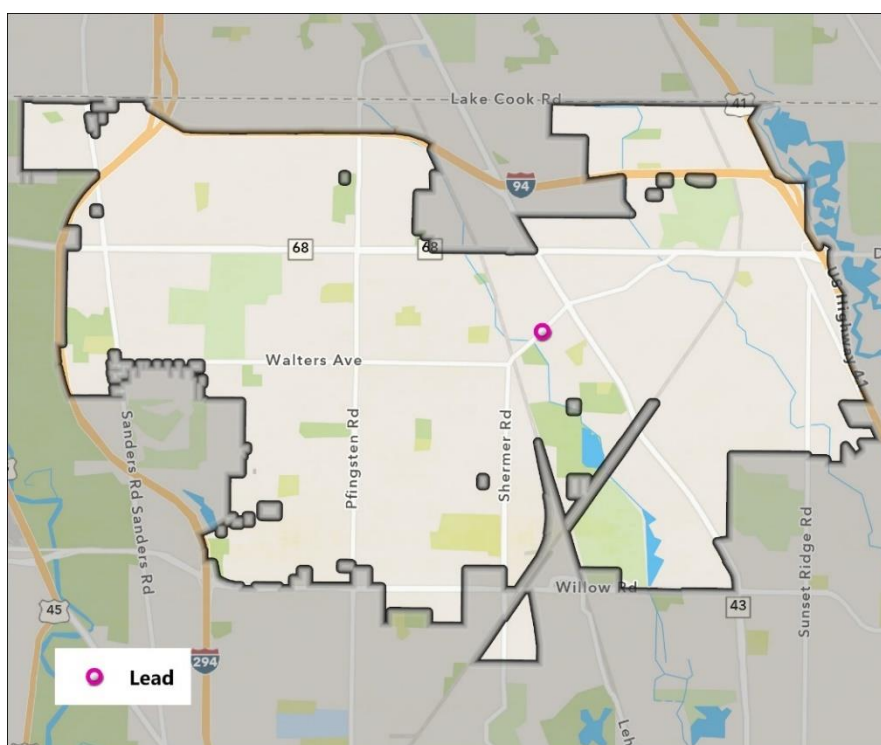 Lake Cook Rd
41
94
68
68
D
US Highway 41
Walters Ave
Sanders Rd Sanders Rd
Pfingsten Rd
Shermer Rd
Sunset Ridge Rd
Willow Rd
45
43
294
Lead
Leh